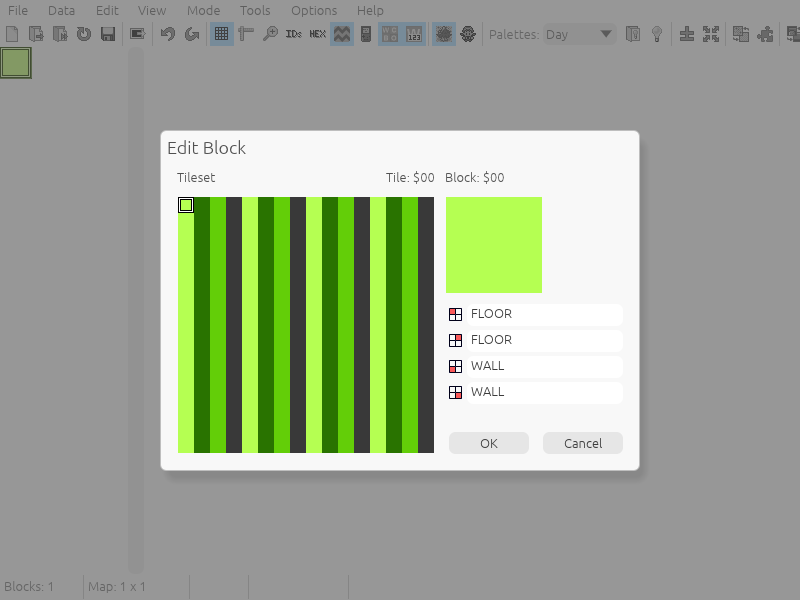 File Data Edit View Mode Tools Options Help
IDs HEX 123 Palettes: Day
Edit Block
Tileset Tile: $00 Block: $00
FLOOR
FLOOR
WALL
WALL
OK Cancel
Blocks: 1 Map: 1 x 1